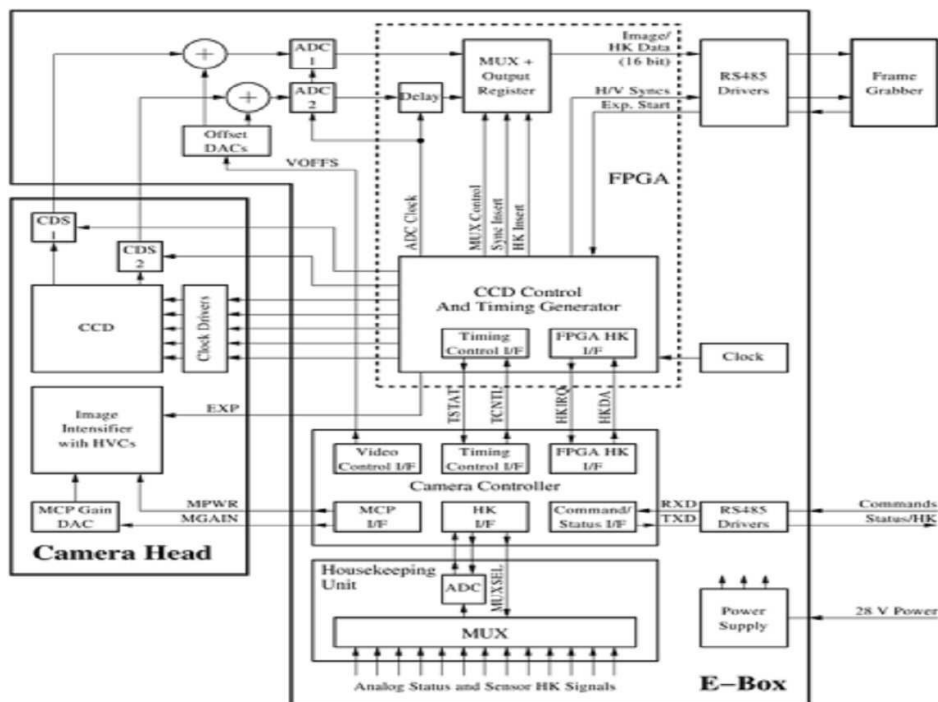 Image/
HK Data
(16 bit)
ADC
1
ADC
2
Delay
MUX +
Output
Register
RS485
Drivers
Frame
Grabber
H/V Syncs
Exp. Start
Offset
DACs
VOFFS
FPGA
ADC Clock
MUX Control
Sync Insert
HK Insert
CDS
1
CDS
2
CCD
Clock Drivers
CCD Control
And Timing Generator
Timing
Control I/F
FPGA HK
I/F
Clock
Image
Intensifier
with HVCs
EXP
TSTAT
TCNTL
HKIRQ
HKDA
Video
Control I/F
Timing
Control I/F
FPGA HK
I/F
Camera Controller
MCP Gain
DAC
MPWR
MGAIN
MCP
I/F
HK
I/F
Command/
Status I/F
RXD
TXD
RS485
Drivers
Commands
Status/HK
Camera Head
Housekeeping
Unit
ADC
MUXSEL
MUX
Power
Supply
28 V Power
Analog Status and Sensor HK Signals
E-Box